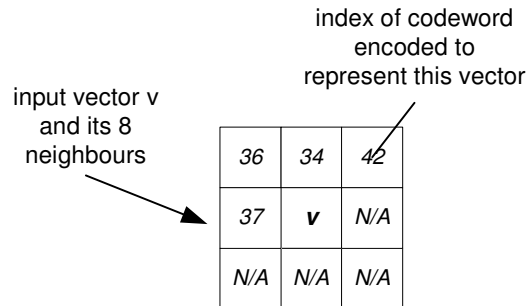 index of codeword
encoded to
represent this vector
input vector v
and its 8
neighbours
36 34 42
37 v N/A
N/A N/A N/A